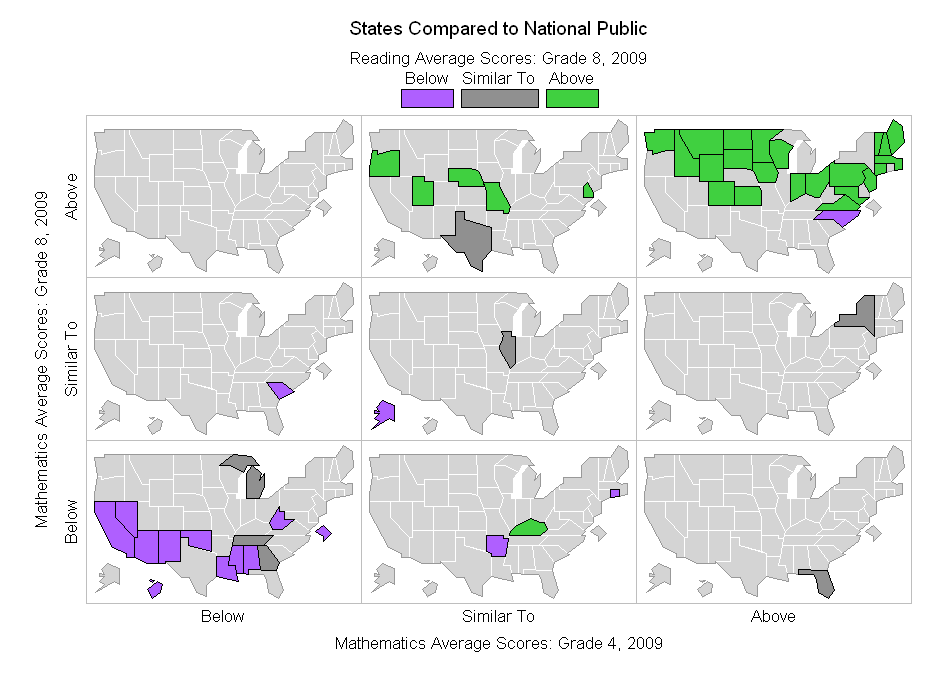 States Compared to National Public
Reading Average Scores: Grade 8, 2009
Below Similar To Above
Mathematics Average Scores: Grade 8, 2009
Above
Similar To
Below
Below Similar To Above
Mathematics Average Scores: Grade 4, 2009